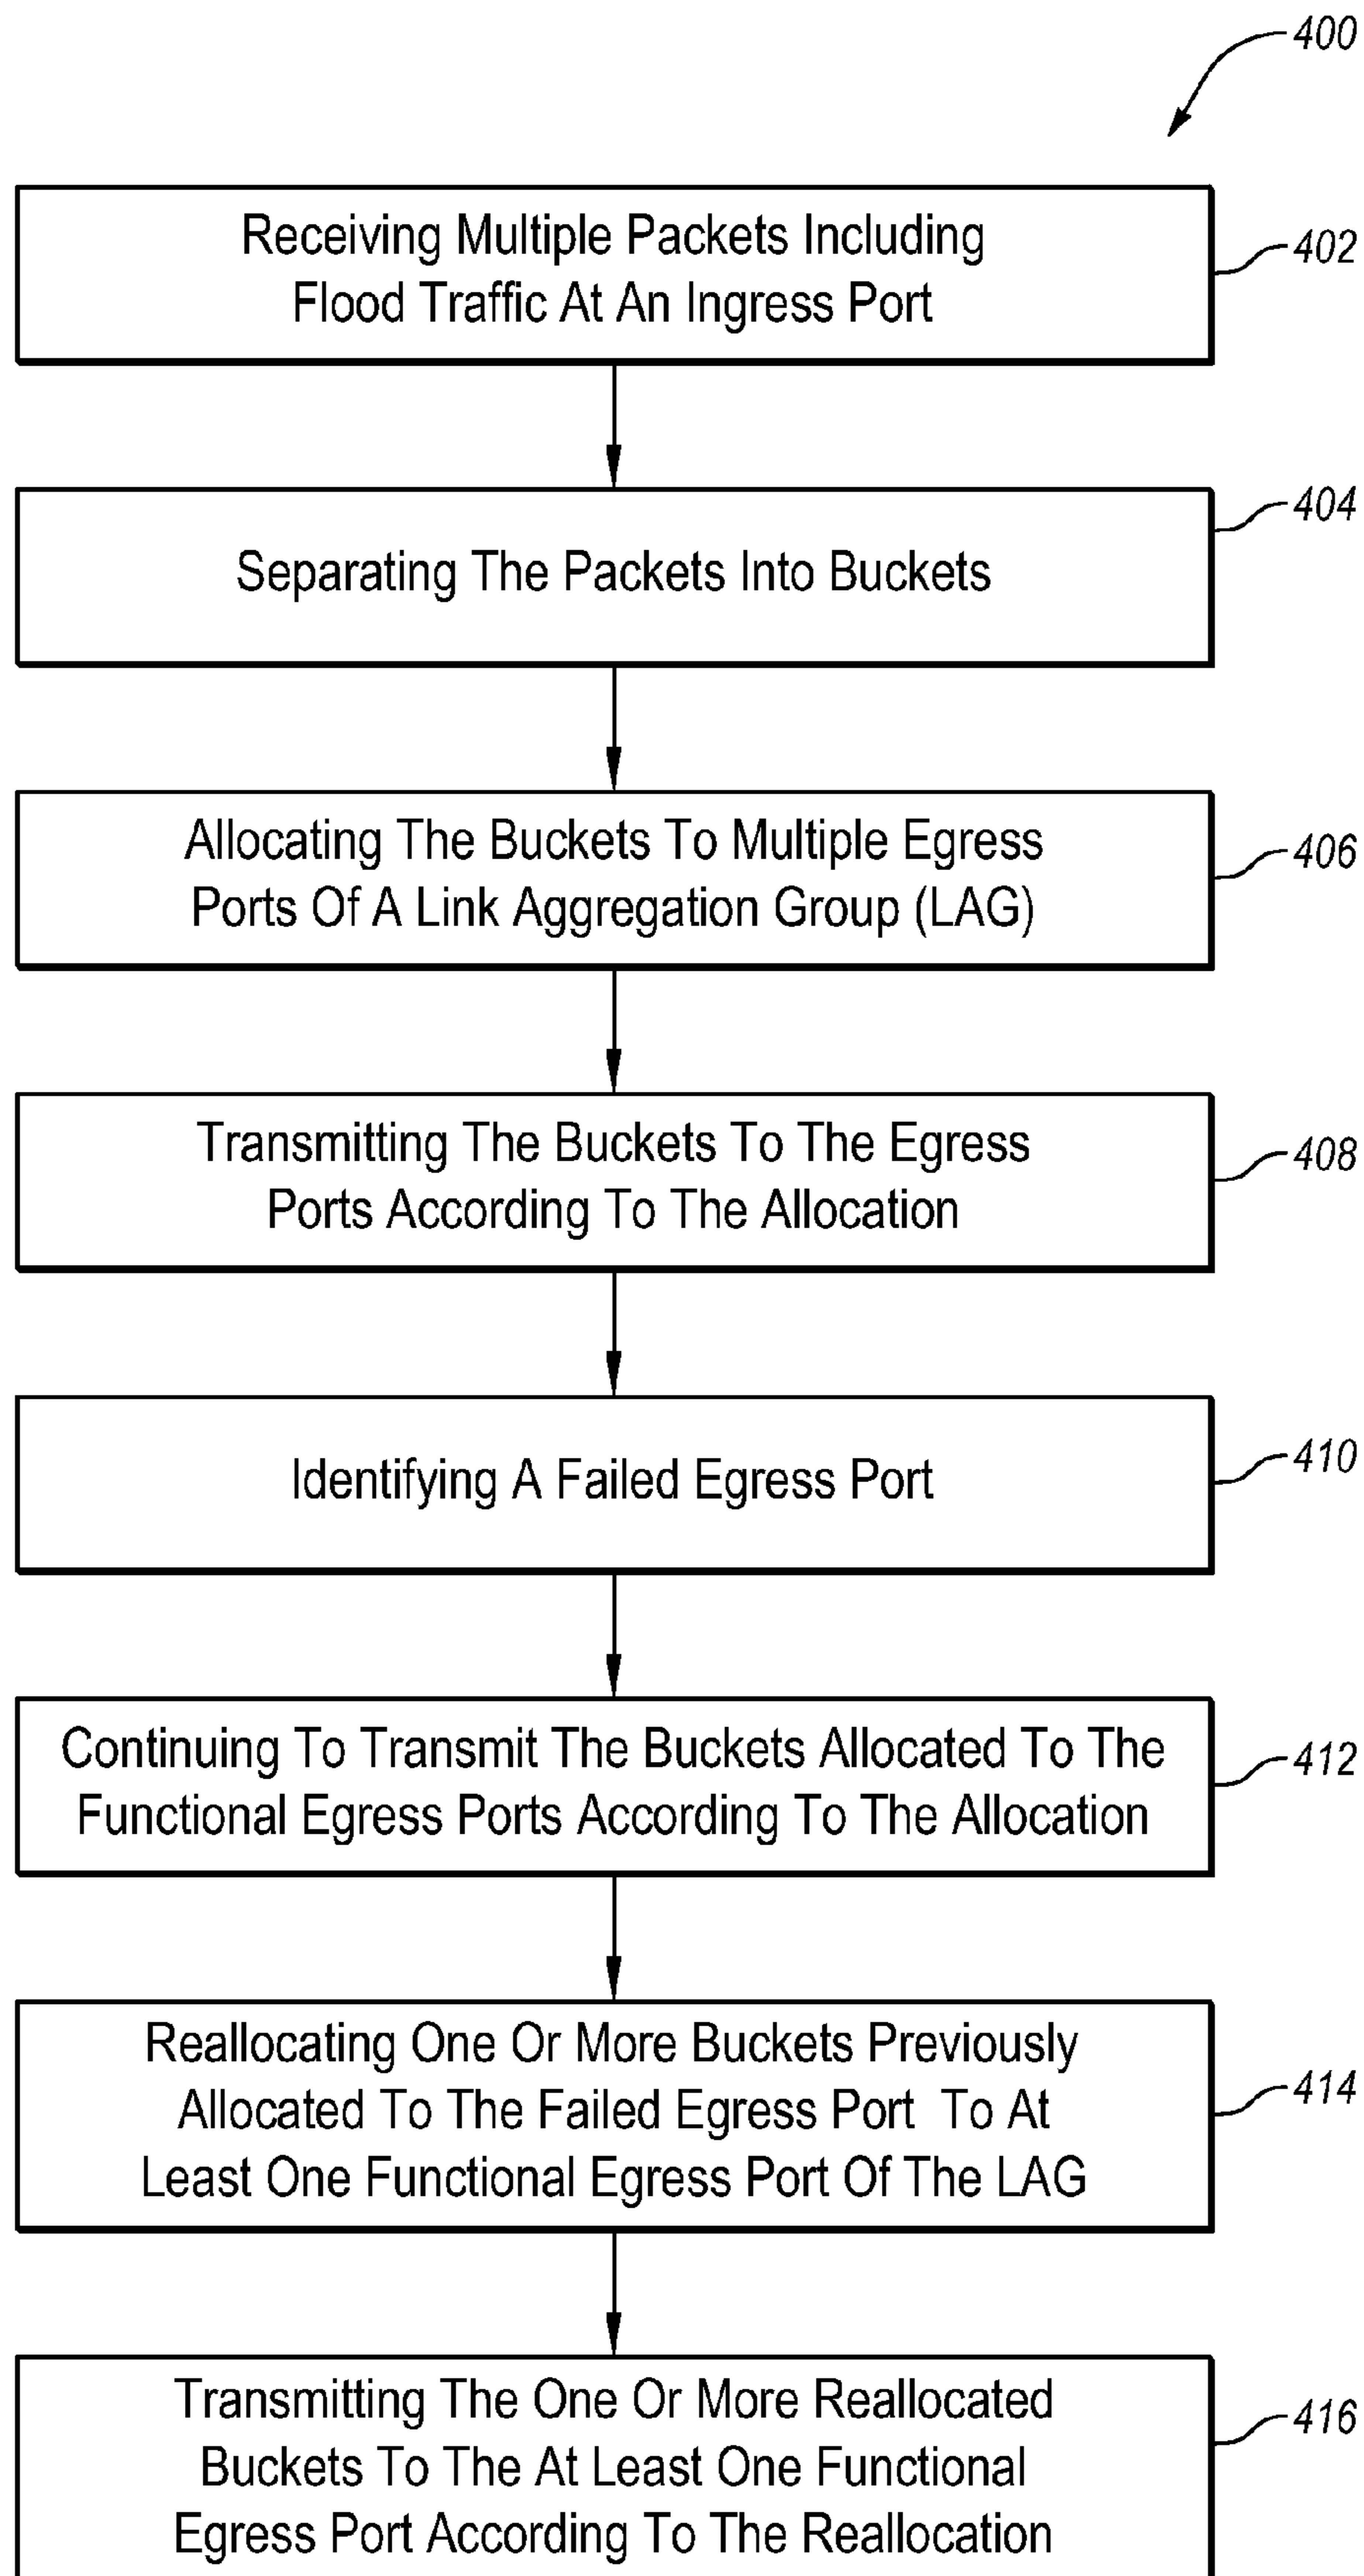 400
Receiving Multiple Packets Including
Flood Traffic At An Ingress Port
402
Separating The Packets Into Buckets
404
Allocating The Buckets To Multiple Egress
Ports Of A Link Aggregation Group (LAG)
406
Transmitting The Buckets To The Egress
Ports According To The Allocation
408
Identifying A Failed Egress Port
410
Continuing To Transmit The Buckets Allocated To The
Functional Egress Ports According To The Allocation
412
Reallocating One Or More Buckets Previously
Allocated To The Failed Egress Port To At
Least One Functional Egress Port Of The LAG
414
Transmitting The One Or More Reallocated
Buckets To The At Least One Functional
Egress Port According To The Reallocation
416